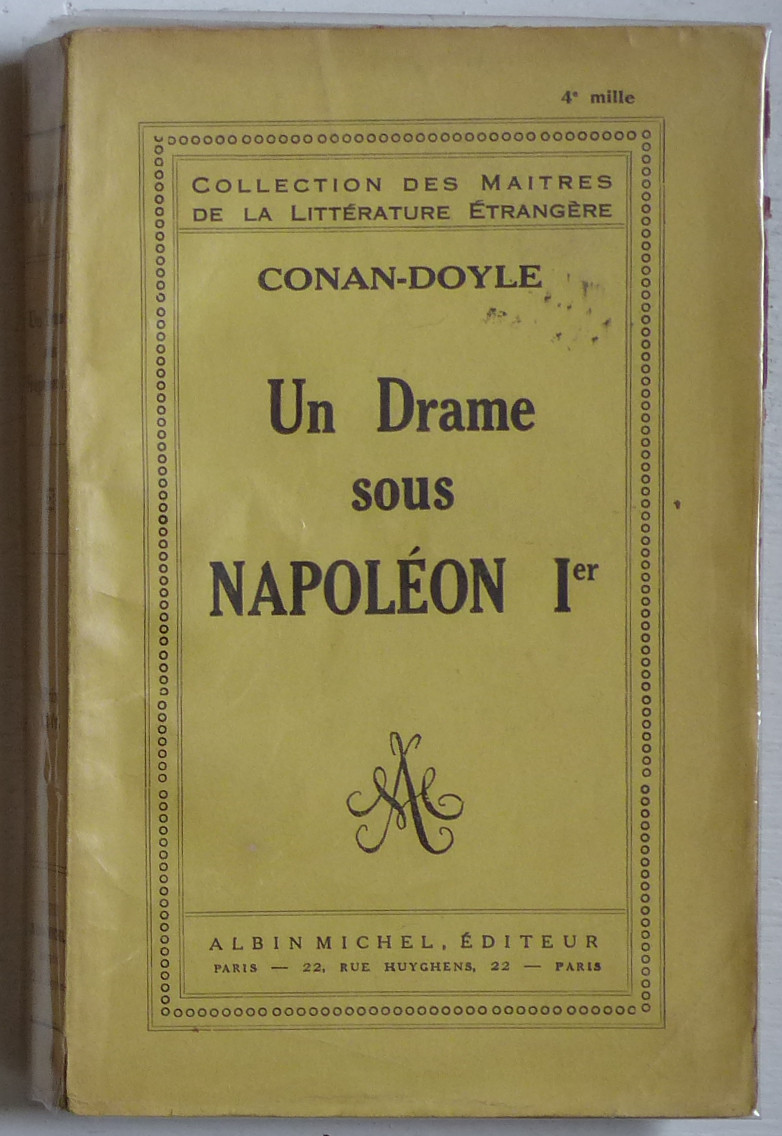 4e mille
COLLECTION DES MAITRES
DE LA LITTÉRATURE ÉTRANGÈRE
CONAN-DOYLE
Un Drame
sous
NAPOLÉON Ier
AM
ALBIN MICHEL, ÉDITEUR
PARIS — 22, RUE HUYGHENS, 22 — PARIS